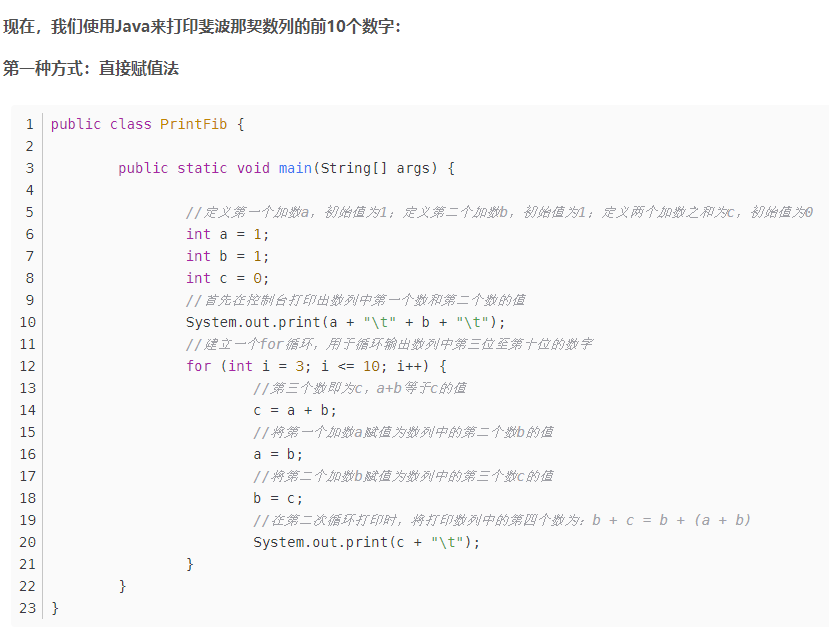 现在，我们使用Java来打印斐波那契数列的前10个数字：
第一种方式：直接赋值法
1 public class PrintFib {
2
3 public static void main(String[] args) {
4
5 //定义第一个加数a，初始值为1；定义第二个加数b，初始值为1；定义两个加数之和为c，初始值为0
6 int a = 1;
7 int b = 1;
8 int c = 0;
9 //首先在控制台打印出数列中第一个数和第二个数的值
10 System.out.print(a + "\t" + b + "\t");
11 //建立一个for循环，用于循环输出数列中第三位至第十位的数字
12 for (int i = 3; i <= 10; i++) {
13 //第三个数即为c，a+b等于c的值
14 c = a + b;
15 //将第一个加数a赋值为数列中的第二个数b的值
16 a = b;
17 //将第二个加数b赋值为数列中的第三个数c的值
18 b = c;
19 //在第二次循环打印时，将打印数列中的第四个数为：b + c = b + (a + b)
20 System.out.print(c + "\t");
21 }
22 }
23 }